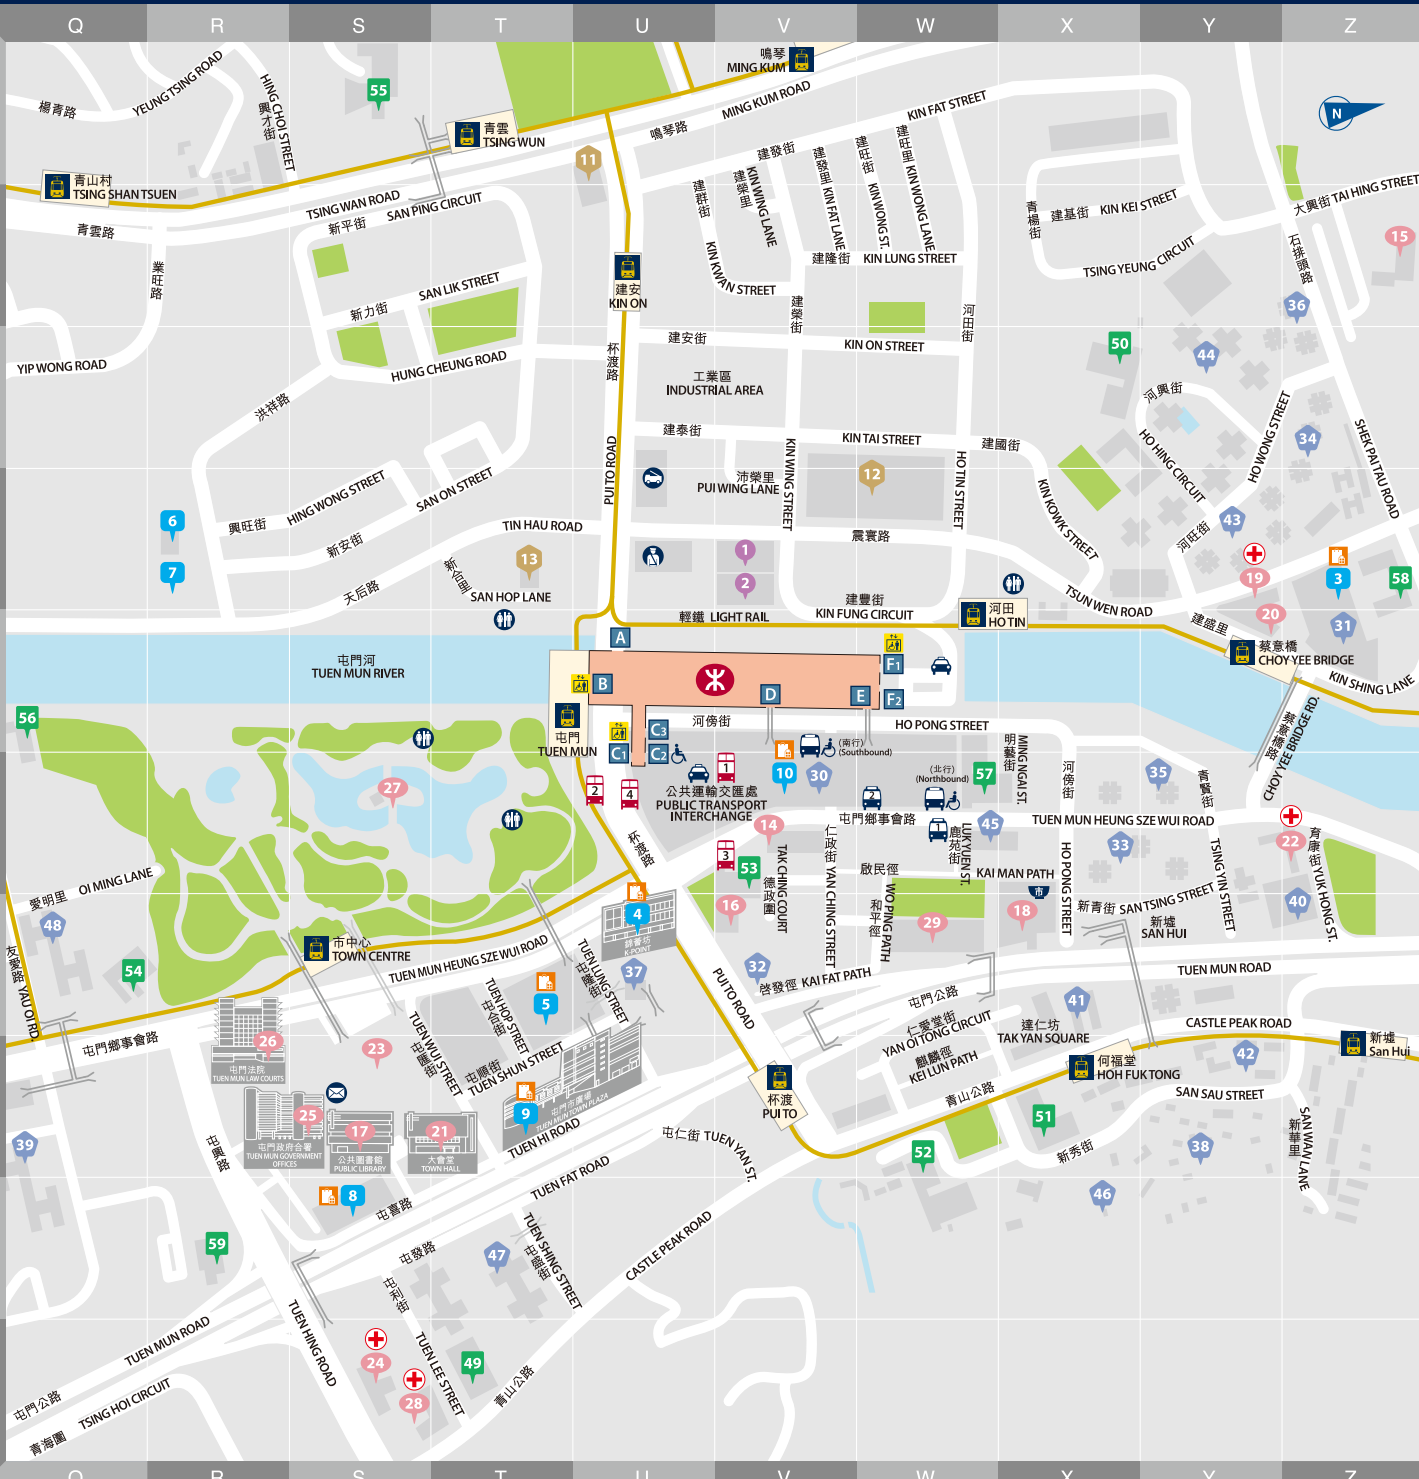 Q R S T U V W X Y Z
鳴琴
MING KUM
楊青路
YEUNG TSING ROAD
HING CHOI STREET
興才街
55
青雲
TSING WUN
鳴琴路
MING KUM ROAD
KIN FAT STREET
N
11
建發街
建榮里
KIN WING LANE
建發里 KIN FAT LANE
建旺街
KIN WONG ST.
建旺里 KIN WONG LANE
建群街
KIN KWAN STREET
青山村
TSING SHAN TSUEN
TSING WAN ROAD
SAN PING CIRCUIT
新平街
青雲路
青楊街
建基街 KIN KEI STREET
大興街 TAI HING STREET
15
業旺路
建安
KIN ON
建隆街 KIN LUNG STREET
TSING YEUNG CIRCUIT
石排頭路
SAN LIK STREET
新力街
建榮街
河田街
36
YIP WONG ROAD
HUNG CHEUNG ROAD
杯渡路
建安街
KIN ON STREET
50
44
工業區
INDUSTRIAL AREA
洪祥路
河興街
HO HING CIRCUIT
HO WONG STREET
SHEK PAI TAU ROAD
34
建泰街
KIN TAI STREET
建國街
PUI TO ROAD
沛榮里
PUI WING LANE
KIN WING STREET
12
HO TIN STREET
KIN KOWK STREET
6
興旺街
HING WONG STREET
SAN ON STREET
TIN HAU ROAD
新安街
震寰路
43
河旺街
7
天后路
新合里
13
SAN HOP LANE
1
2
建豐街
KIN FUNG CIRCUIT
TSUN WEN ROAD
19
3
58
20
31
輕鐵 LIGHT RAIL
河田
HO TIN
建盛里
蔡意橋
CHOY YEE BRIDGE
KIN SHING LANE
屯門河
TUEN MUN RIVER
A
B
D
E
F1
F2
56
屯門
TUEN MUN
河傍街
HO PONG STREET
C3
C1
C2
蔡意橋路
CHOY YEE BRIDGE RD.
1
10
(南行)
(Southbound)
30
(北行)
(Northbound)
57
明藝街
MING NGAI ST.
河傍街
35
青賢街
27
2
4
公共運輸交匯處
PUBLIC TRANSPORT
INTERCHANGE
2
屯門鄉事會路
1
45
TUEN MUN HEUNG SZE WUI ROAD
22
14
仁政街 YAN CHING STREET
鹿苑街
LUK YUEN ST.
33
育康街 YUK HONG ST.
杯渡路
3
53
TAK CHING COURT
德政圍
啟民徑
KAI MAN PATH
HO PONG STREET
TSING YIN STREET
OI MING LANE
愛明里
48
4
錦薈坊
K-POINT
16
和平徑
WO PING PATH
29
市
18
新青街 SAN TSING STREET
新墟
SAN HUI
40
市中心
TOWN CENTRE
TUEN MUN HEUNG SZE WUI ROAD
友愛路 YAU OI RD.
54
TUEN LUNG STREET
屯隆街
37
PUI TO ROAD
32
啓發徑 KAI FAT PATH
TUEN MUN ROAD
5
TUEN HOP STREET
屯合街
屯門公路
41
仁愛堂街
YAN OI TONG CIRCUIT
達仁坊
TAK YAN SQUARE
CASTLE PEAK ROAD
新墟
San Hui
屯門鄉事會路
26
屯門法院
TUEN MUN LAW COURTS
23
TUEN WUI STREET
屯匯街
屯順街
TUEN SHUN STREET
麒麟徑
KEI LUN PATH
何福堂
HOH FUK TONG
42
屯門市廣場
TUEN MUN TOWN PLAZA
杯渡
PUI TO
青山公路
SAN SAU STREET
25
屯門政府合署
TUEN MUN GOVERNMENT
OFFICES
17
公共圖書館
PUBLIC LIBRARY
21
大會堂
TOWN HALL
9
TUEN HI ROAD
屯仁街 TUEN YAN ST.
52
51
新秀街
38
新華里
SAN WAN LANE
39
屯興路
8
屯喜路
TUEN FAT ROAD
46
59
屯發路
47
TUEN SHING STREET
屯盛街
CASTLE PEAK ROAD
屯利街
TUEN MUN ROAD
TUEN HING ROAD
24
TUEN LEE STREET
49
28
青山公路
屯門公路
TSING HOI CIRCUIT
青海圍
Q R S T U V W X Y Z